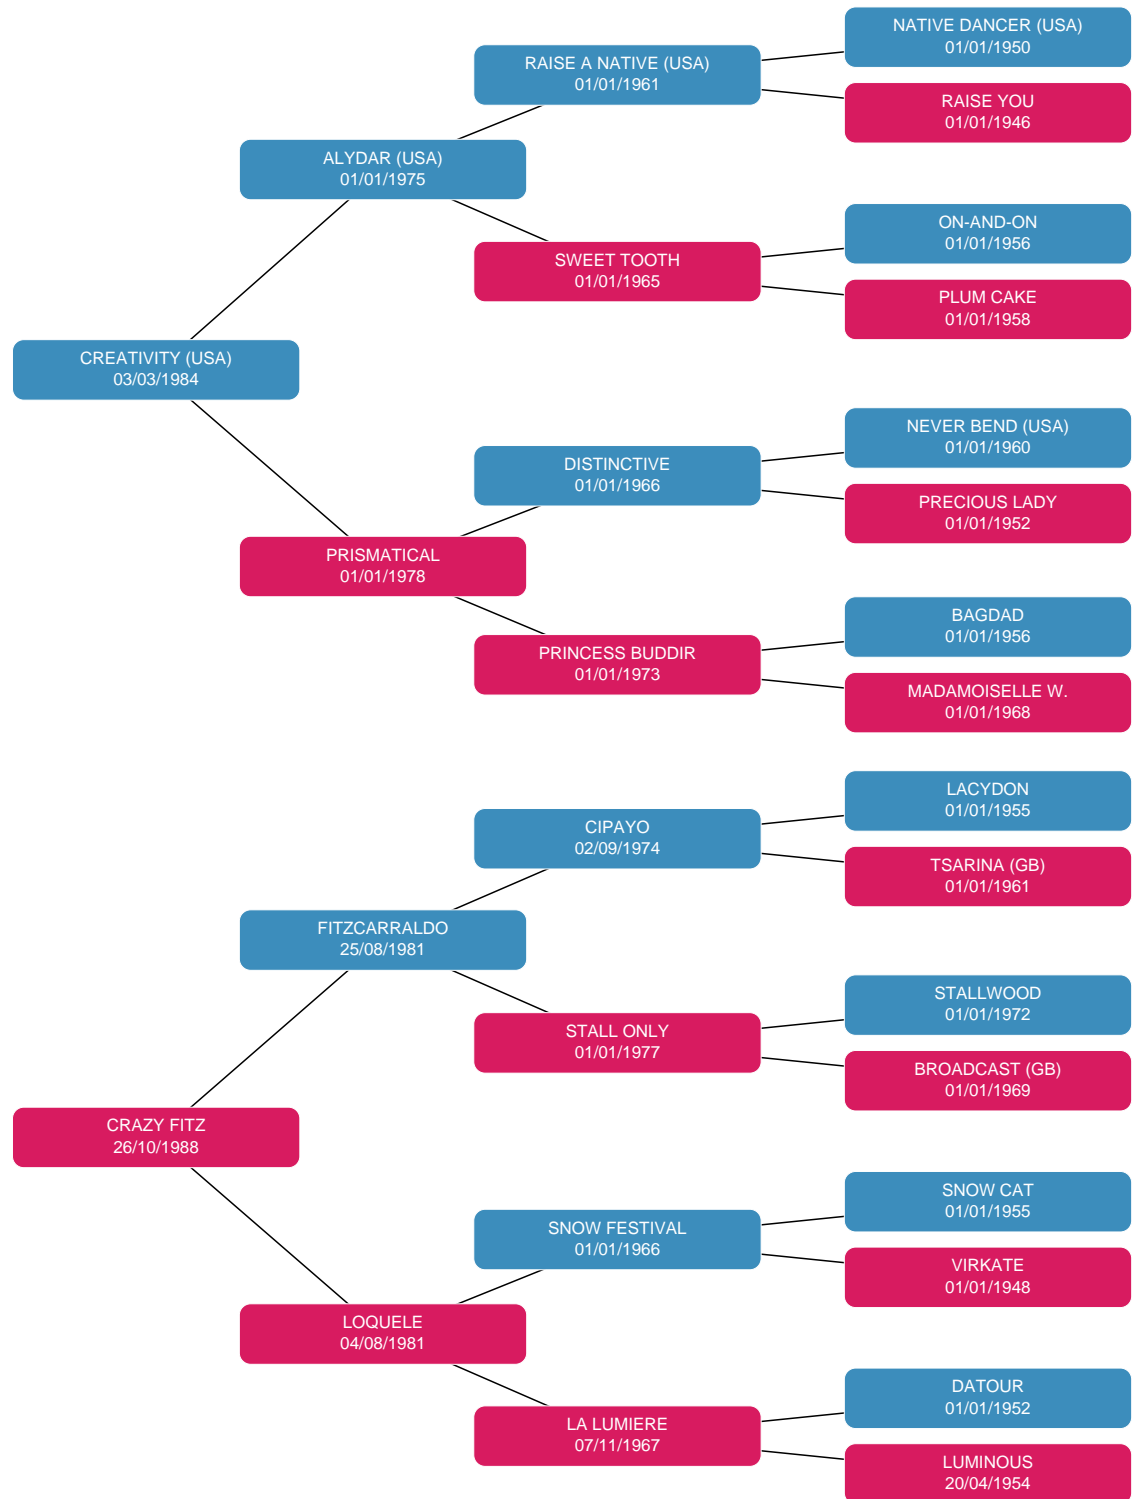 NATIVE DANCER (USA)
01/01/1950
RAISE A NATIVE (USA)
01/01/1961
RAISE YOU
01/01/1946
ALYDAR (USA)
01/01/1975
ON-AND-ON
01/01/1956
SWEET TOOTH
01/01/1965
PLUM CAKE
01/01/1958
CREATIVITY (USA)
03/03/1984
NEVER BEND (USA)
01/01/1960
DISTINCTIVE
01/01/1966
PRECIOUS LADY
01/01/1952
PRISMATICAL
01/01/1978
BAGDAD
01/01/1956
PRINCESS BUDDIR
01/01/1973
MADAMOISELLE W.
01/01/1968
LACYDON
01/01/1955
CIPAYO
02/09/1974
TSARINA (GB)
01/01/1961
FITZCARRALDO
25/08/1981
STALLWOOD
01/01/1972
STALL ONLY
01/01/1977
BROADCAST (GB)
01/01/1969
CRAZY FITZ
26/10/1988
SNOW CAT
01/01/1955
SNOW FESTIVAL
01/01/1966
VIRKATE
01/01/1948
LOQUELE
04/08/1981
DATOUR
01/01/1952
LA LUMIERE
07/11/1967
LUMINOUS
20/04/1954